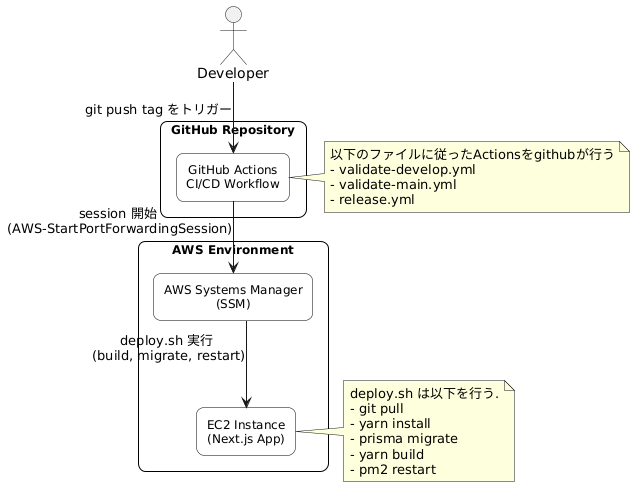 Developer
git push tag をトリガー
GitHub Repository
GitHub Actions
CI/CD Workflow
以下のファイルに従ったActionsをgithubが行う
- validate-develop.yml
- validate-main.yml
- release.yml
session 開始
(AWS-StartPortForwardingSession)
AWS Environment
AWS Systems Manager
(SSM)
deploy.sh 実行
(build, migrate, restart)
EC2 Instance
(Next.js App)
deploy.sh は以下を行う.
- git pull
- yarn install
- prisma migrate
- yarn build
- pm2 restart